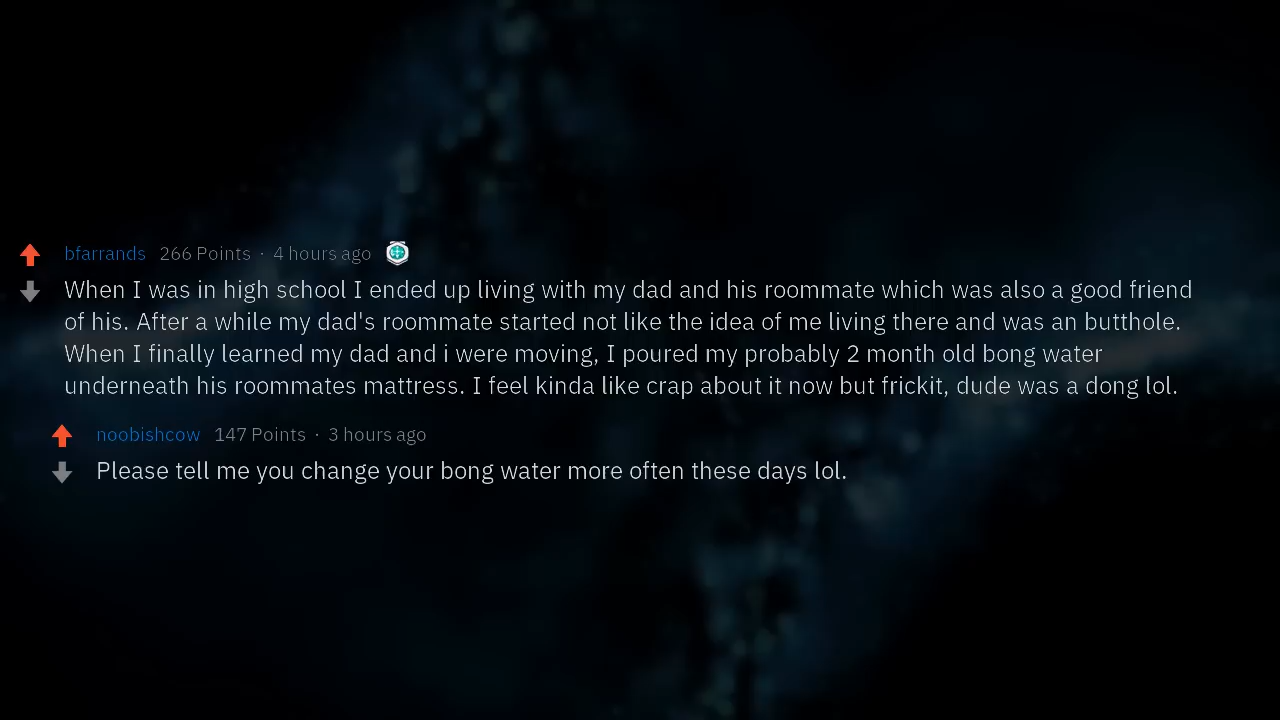 bfarrands 266 Points · 4 hours ago
When I was in high school I ended up living with my dad and his roommate which was also a good friend
of his. After a while my dad's roommate started not like the idea of me living there and was an butthole.
When I finally learned my dad and i were moving, I poured my probably 2 month old bong water
underneath his roommates mattress. I feel kinda like crap about it now but frickit, dude was a dong lol.
noobishcow 147 Points · 3 hours ago
Please tell me you change your bong water more often these days lol.